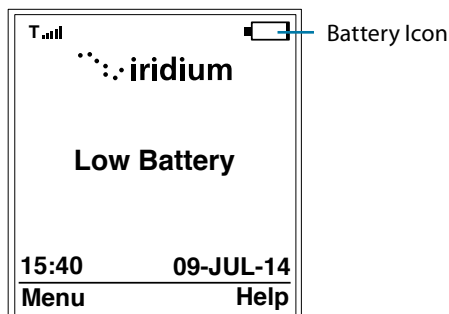 T
Battery Icon
iridium
Low Battery
15:40 09-JUL-14
Menu Help